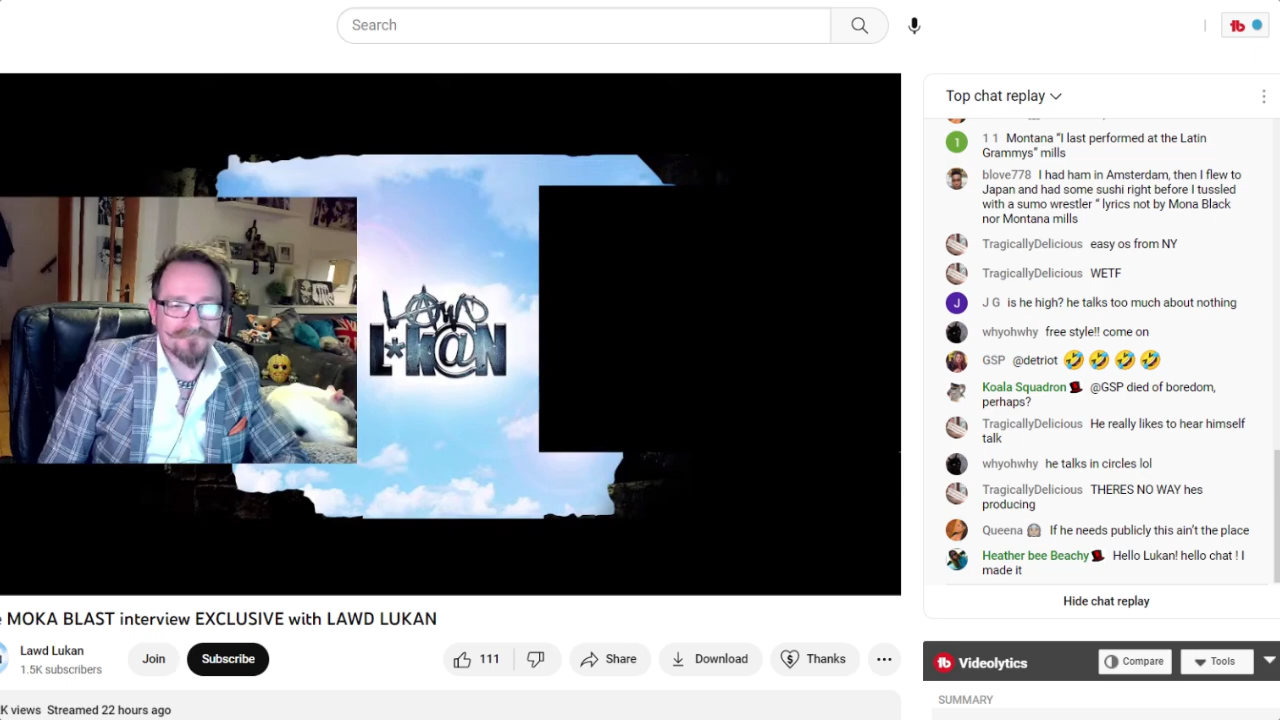 Search
Top chat replay
1 1 Montana "I last performed at the Latin
Grammys" mills
blove778 I had ham in Amsterdam, then I flew to
Japan and had some sushi right before I tussled
with a sumo wrestler " lyrics not by Mona Black
nor Montana mills
TragicallyDelicious easy os from NY
TragicallyDelicious WETF
J G is he high? he talks too much about nothing
whyohwhy free style!! come on
GSP @detriot 🤣🤣🤣🤣
Koala Squadron @GSP died of boredom,
perhaps?
TragicallyDelicious He really likes to hear himself
talk
whyohwhy he talks in circles lol
TragicallyDelicious THERES NO WAY hes
producing
Queena If he needs publicly this ain't the place
Heather bee Beachy Hello Lukan! hello chat ! I
made it
Hide chat replay
LAWD
L*K@N
MOKA BLAST interview EXCLUSIVE with LAWD LUKAN
Lawd Lukan
1.5K subscribers
Join
Subscribe
111
Share
Download
Thanks
K views Streamed 22 hours ago
tb Videolytics
Compare
Tools
SUMMARY